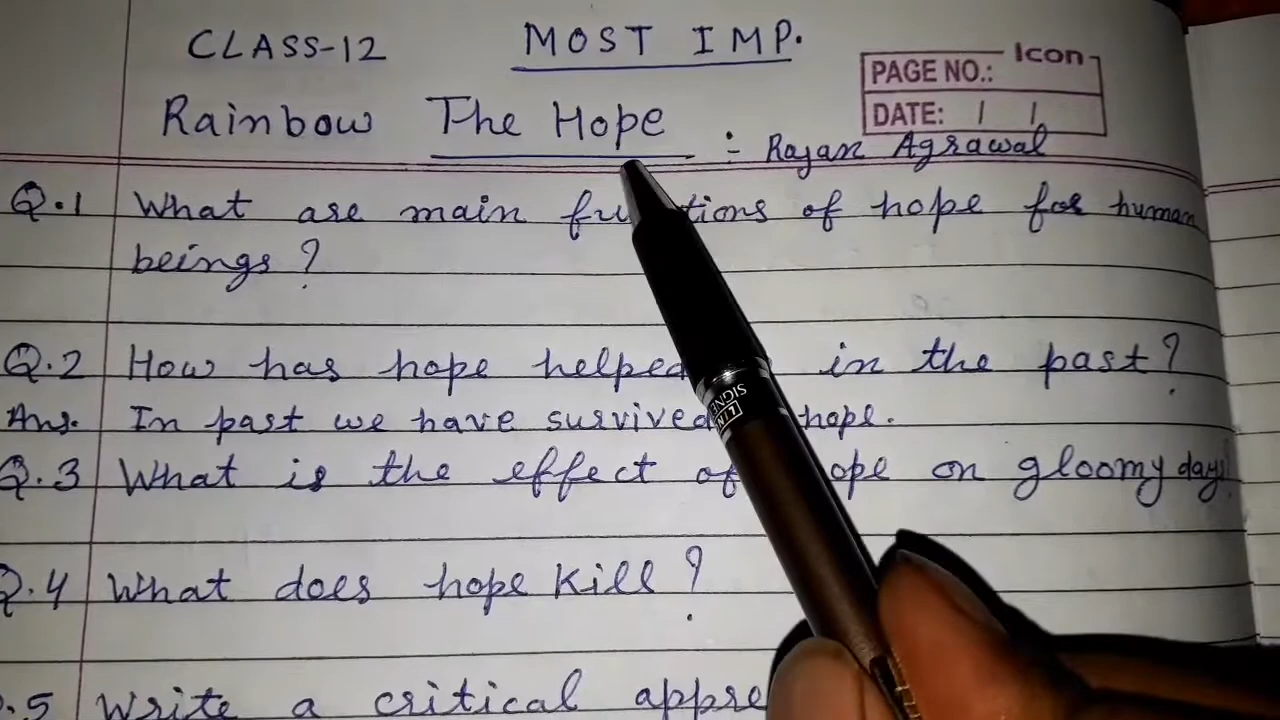 CLASS-12 MOST IMP.
Icon
PAGE NO.:
Rainbow The Hope
DATE: / /
:- Rajan Agrawal
Q.1 What are main of hope for human
beings ?
Q.2 How has hope helped in the past ?
Ans. In past we have survived hope.
Q.3 What is the effect of on gloomy days
Q.4 What does hope kill ?
.5 Write a critical